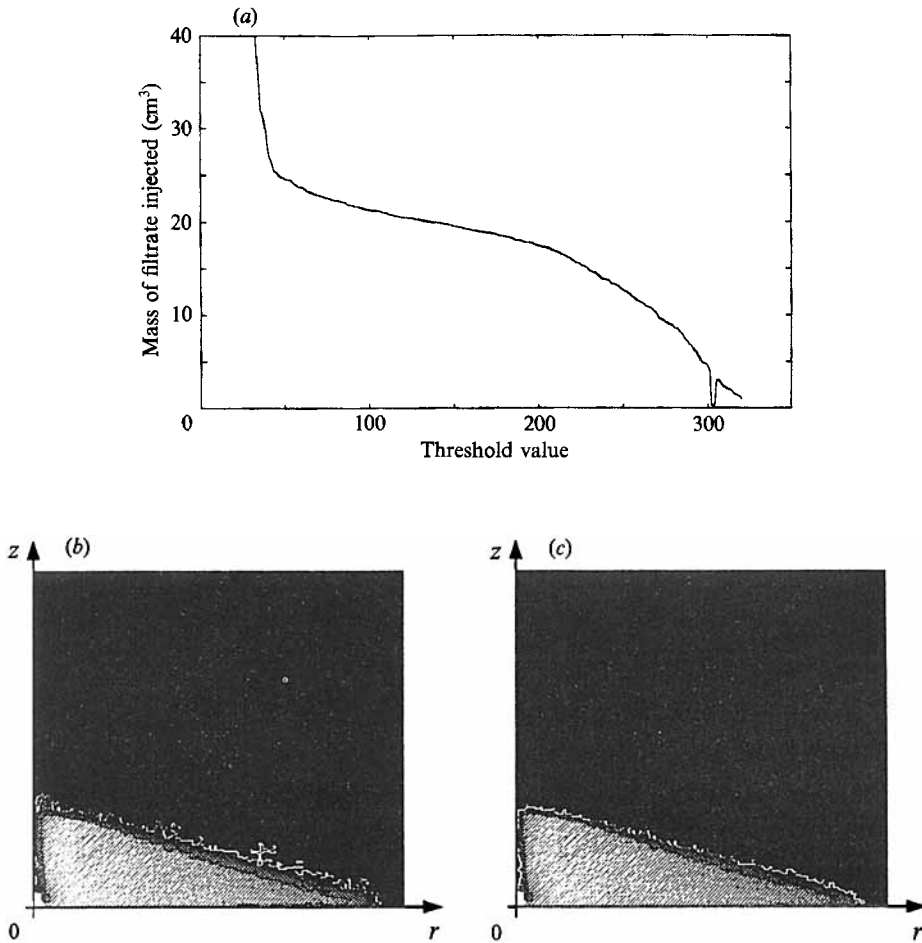 (a)
40
30
20
10
0
100
200
300
Mass of filtrate injected (cm³)
Threshold value
z
(b)
0
r
z
(c)
0
r